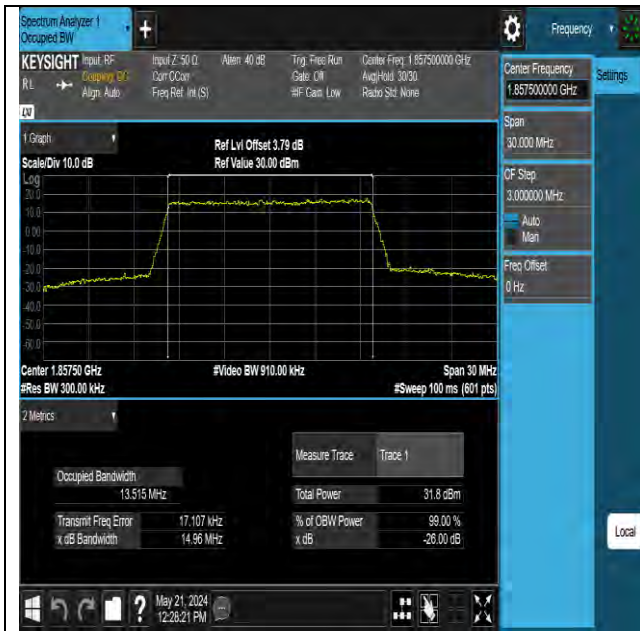 Spectrum Analyzer 1
Occupied BW
+
Frequency
KEYSIGHT Input: RF Input Z: 50 Ω Atten: 40 dB Trig: Free Run Center Freq: 1.857500000 GHz
RL Coupling: DC Corr CCorr Gate: Off Avg|Hold: 30/30
Align: Auto Freq Ref: Int (S) #IF Gain: Low Radio Std: None
Center Frequency
1.857500000 GHz
Settings
Span
30.000 MHz
CF Step
3.000000 MHz
Auto
Man
Freq Offset
0 Hz
Local
1 Graph
Ref Lvl Offset 3.79 dB
Scale/Div 10.0 dB Ref Value 30.00 dBm
Log
20.0
10.0
0.00
-10.0
-20.0
-30.0
-40.0
-50.0
-60.0
Center 1.85750 GHz #Video BW 910.00 kHz Span 30 MHz
#Res BW 300.00 kHz #Sweep 100 ms (601 pts)
2 Metrics
Measure Trace Trace 1
Occupied Bandwidth
13.515 MHz Total Power 31.8 dBm
Transmit Freq Error 17.107 kHz % of OBW Power 99.00 %
x dB Bandwidth 14.96 MHz x dB -26.00 dB
?
May 21, 2024
12:28:21 PM